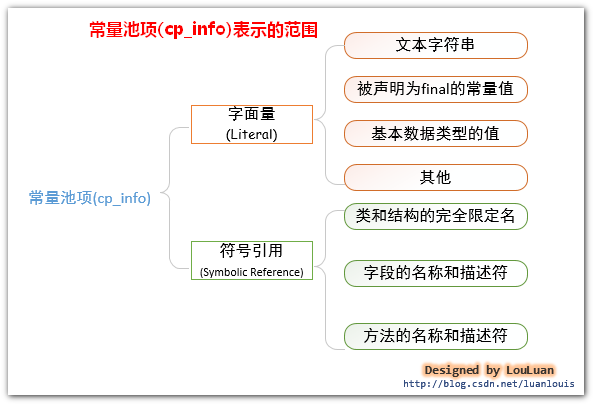 常量池项(cp_info)表示的范围
文本字符串
被声明为final的常量值
字面量
(Literal)
基本数据类型的值
其他
常量池项(cp_info)
类和结构的完全限定名
符号引用
(Symbolic Reference)
字段的名称和描述符
方法的名称和描述符
Designed by LouLuan
http://blog.csdn.net/luanlouis